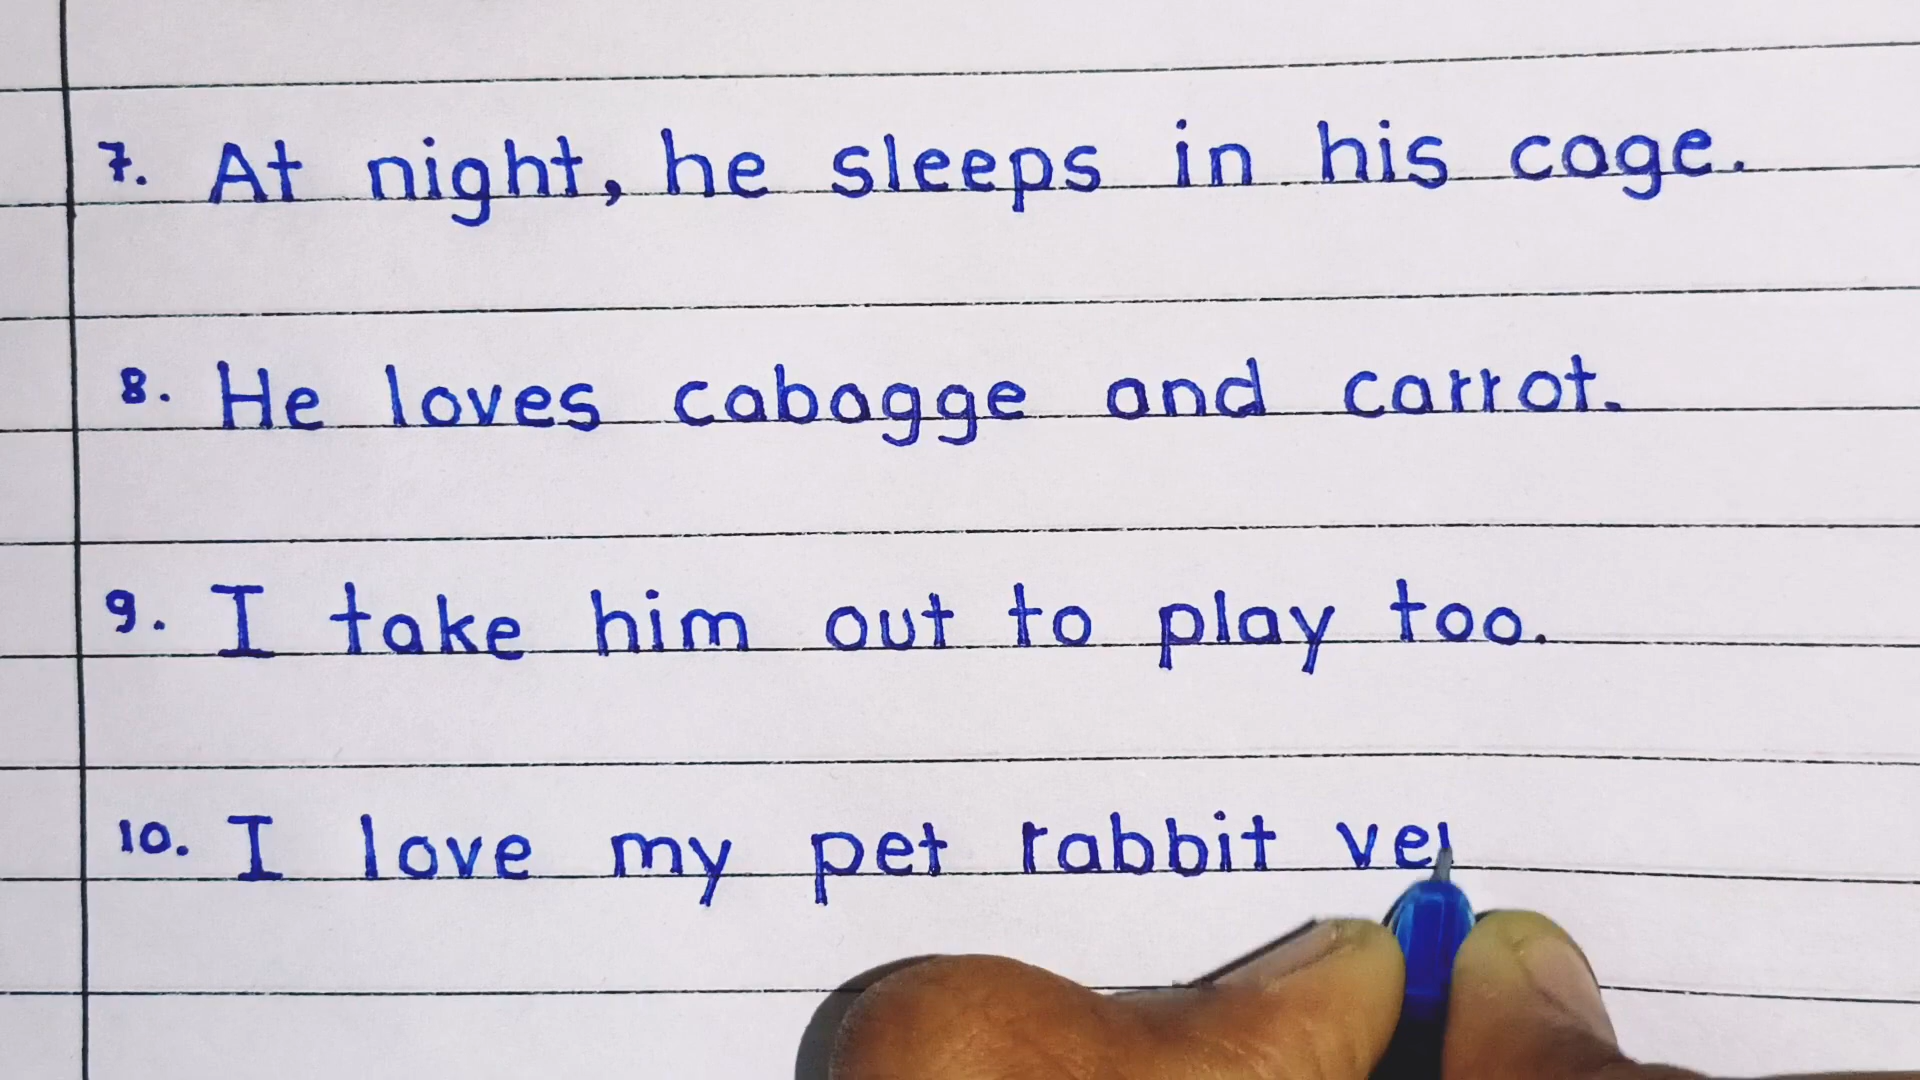 7. At night, he sleeps in his cage.
8. He loves cabagge and carrot.
9. I take him out to play too.
10. I love my pet rabbit ve